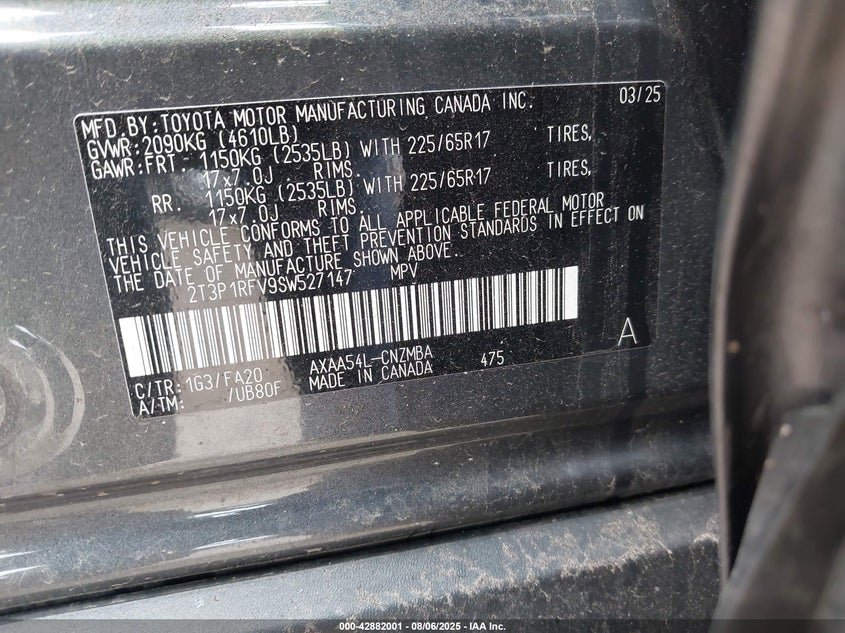 MFD.BY:TOYOTA MOTOR MANUFACTURING CANADA INC. 03/25
GVWR:2090KG (4610LB)
GAWR:FRT. 1150KG (2535LB) WITH 225/65R17 TIRES,
17x7.0J RIMS.
RR. 1150KG (2535LB) WITH 225/65R17 TIRES,
17x7.0J RIMS.
THIS VEHICLE CONFORMS TO ALL APPLICABLE FEDERAL MOTOR
VEHICLE SAFETY AND THEFT PREVENTION STANDARDS IN EFFECT ON
THE DATE OF MANUFACTURE SHOWN ABOVE.
2T3P1RFV9SW527147 MPV
A
C/TR:1G3/FA20 AXAA54L-CNZMBA 475
A/TM: /UB80F MADE IN CANADA
000-42882001 - 08/06/2025 - IAA Inc.